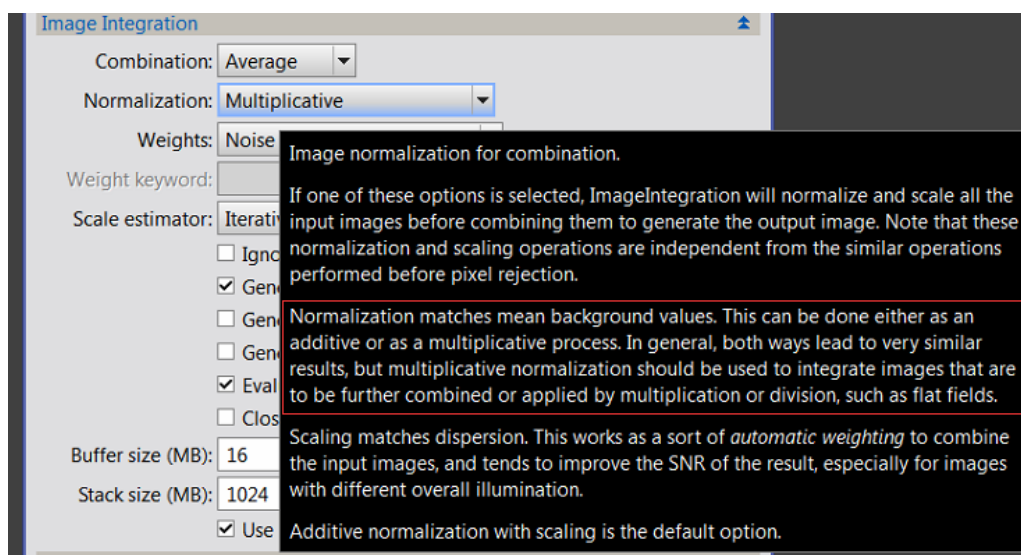 Image Integration
Combination: Average
Normalization: Multiplicative
Weights: Noise
Weight keyword:
Scale estimator:
Buffer size (MB): 16
Stack size (MB): 1024
Use
Image normalization for combination.
If one of these options is selected, ImageIntegration will normalize and scale all the
input images before combining them to generate the output image. Note that these
normalization and scaling operations are independent from the similar operations
performed before pixel rejection.
Normalization matches mean background values. This can be done either as an
additive or as a multiplicative process. In general, both ways lead to very similar
results, but multiplicative normalization should be used to integrate images that are
to be further combined or applied by multiplication or division, such as flat fields.
Scaling matches dispersion. This works as a sort of automatic weighting to combine
the input images, and tends to improve the SNR of the result, especially for images
with different overall illumination.
Additive normalization with scaling is the default option.